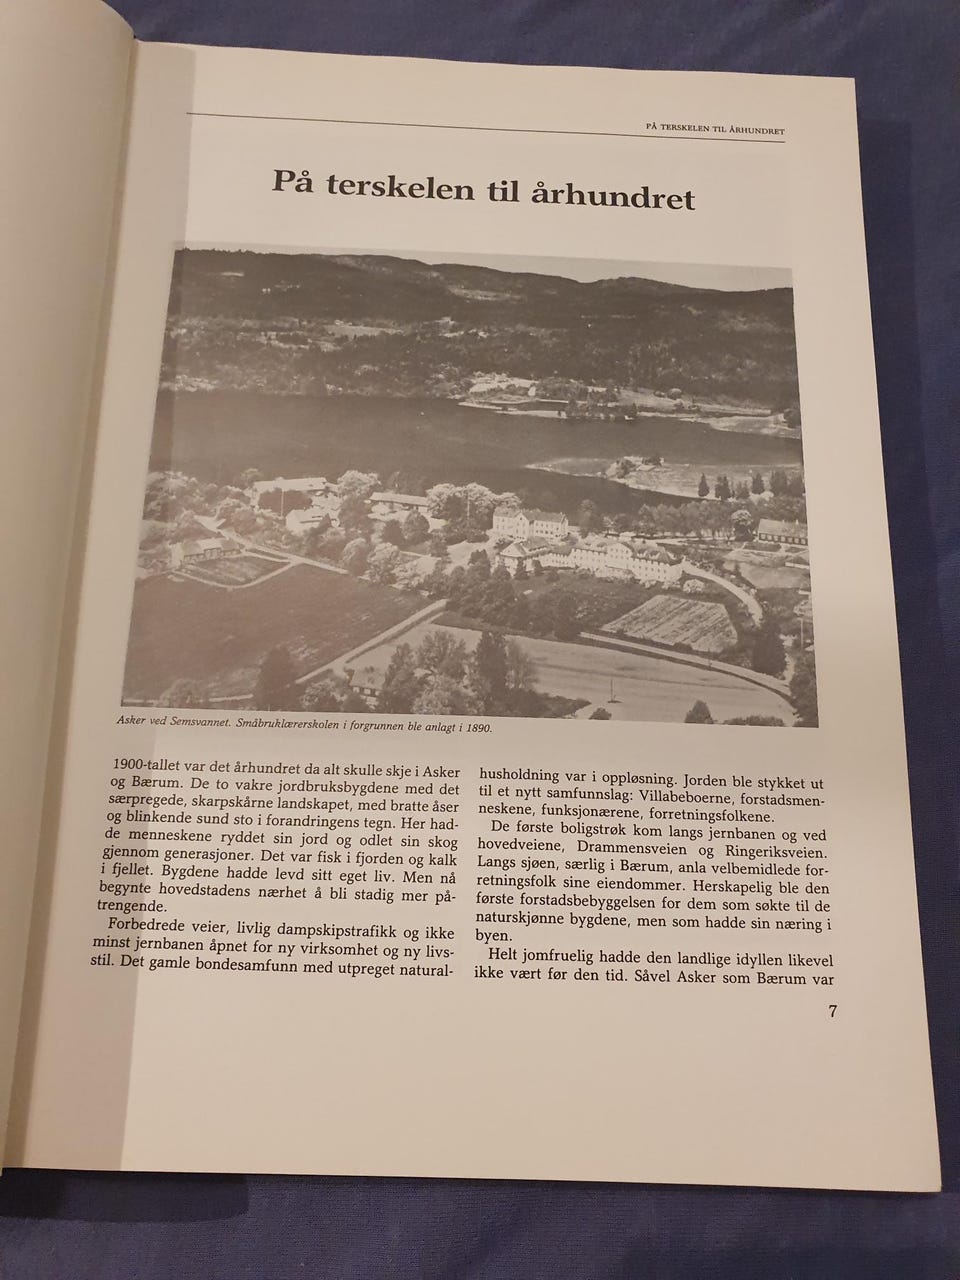 PÅ TERSKELEN TIL ÅRHUNDRET
På terskelen til århundret
Asker ved Semsvannet. Småbruklærerskolen i forgrunnen ble anlagt i 1890.
1900-tallet var det århundret da alt skulle skje i Asker
og Bærum. De to vakre jordbruksbygdene med det
særpregede, skarpskårne landskapet, med bratte åser
og blinkende sund sto i forandringens tegn. Her had-
de menneskene ryddet sin jord og odlet sin skog
gjennom generasjoner. Det var fisk i fjorden og kalk
i fjellet. Bygdene hadde levd sitt eget liv. Men nå
begynte hovedstadens nærhet å bli stadig mer på-
trengende.
Forbedrede veier, livlig dampskipstrafikk og ikke
minst jernbanen åpnet for ny virksomhet og ny livs-
stil. Det gamle bondesamfunn med utpreget natural-
husholdning var i oppløsning. Jorden ble stykket ut
til et nytt samfunnslag: Villabeboerne, forstadsmen-
neskene, funksjonærene, forretningsfolkene.
De første boligstrøk kom langs jernbanen og ved
hovedveiene, Drammensveien og Ringeriksveien.
Langs sjøen, særlig i Bærum, anla velbemidlede for-
retningsfolk sine eiendommer. Herskapelig ble den
første forstadsbebyggelsen for dem som søkte til de
naturskjønne bygdene, men som hadde sin næring i
byen.
Helt jomfruelig hadde den landlige idyllen likevel
ikke vært før den tid. Såvel Asker som Bærum var
7